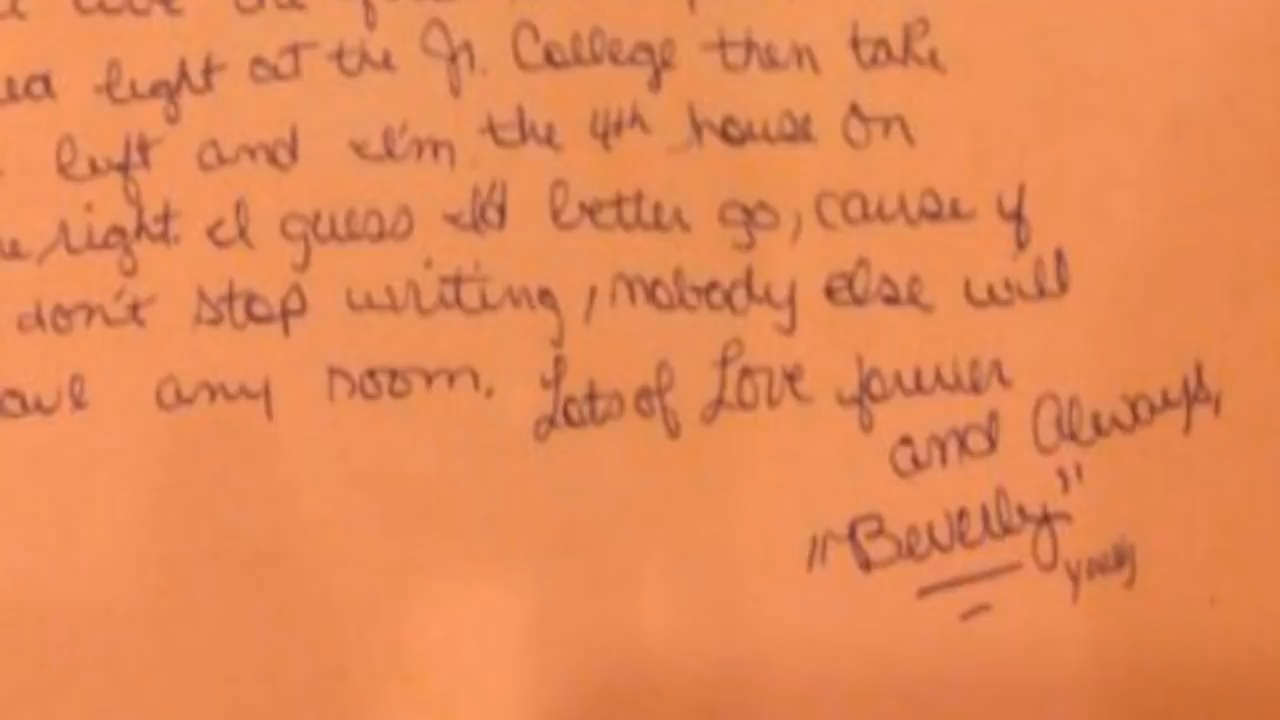 light at the Jr. College then take
left and I'm the 4th house on
right. I guess I'd better go, cause if
don't stop writing, nobody else will
any room. Lots of Love forever
and Always,
"Beverly"